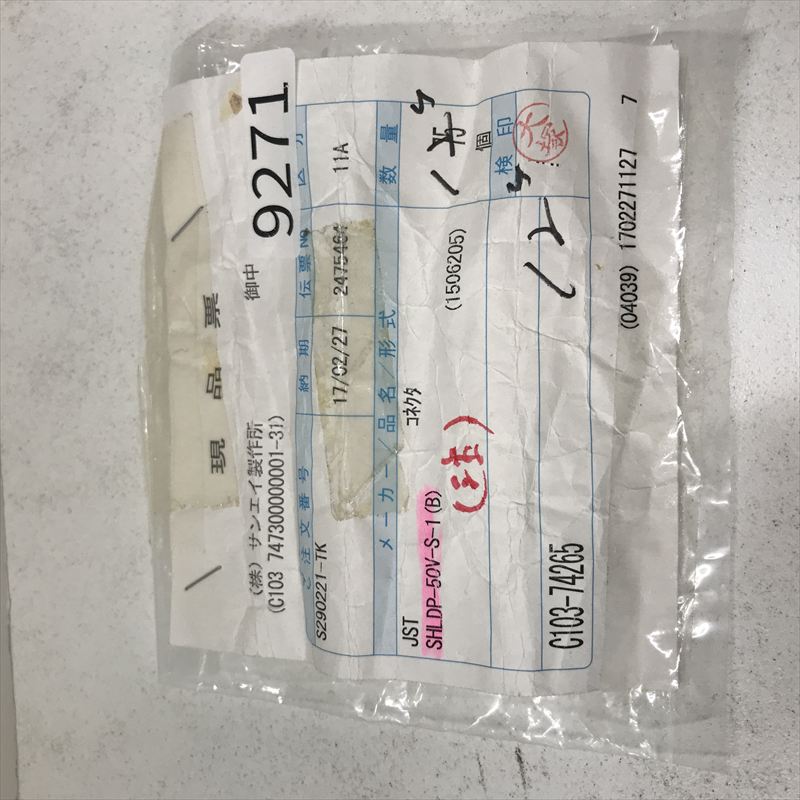 現品票
9271
(株) サンエイ製作所 御中
(C103 74730000000001-31)
ご注文番号 納期 伝票No 区分
S290221-TK 17/02/27 2475464 11A
メーカー/品名/形式 数量
JST コネクタ
SHLDP-50V-S-1(B) (1506205) 個
検印
C103-74265
(04039) 1702271127 7